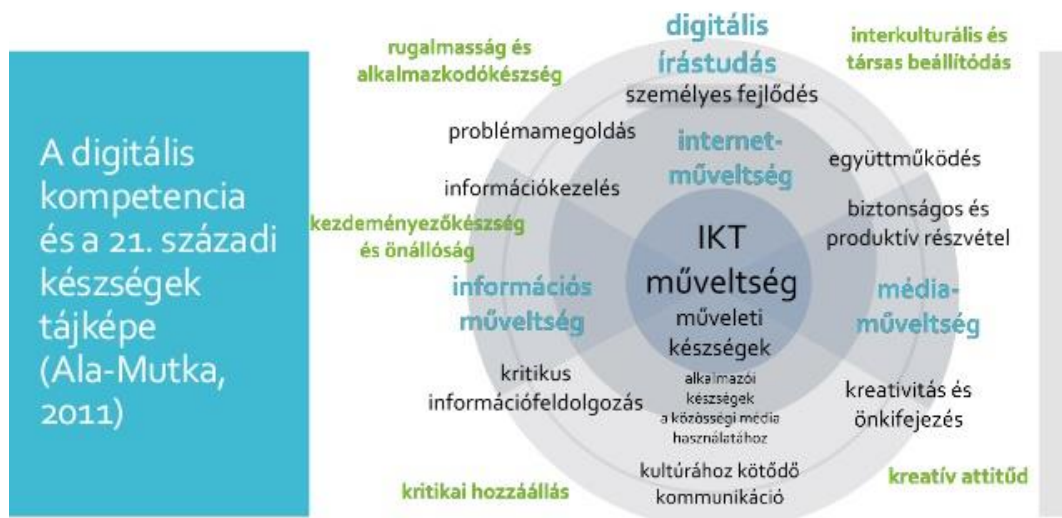 A digitális
kompetencia
és a 21. századi
készségek
tájképe
(Ala-Mutka,
2011)
rugalmasság és
alkalmazkodókészség
digitális
írástudás
személyes fejlődés
interkulturális és
társas beállítódás
problémamegoldás
internet-
műveltség
együttműködés
információkezelés
biztonságos és
produktív részvétel
kezdeményezőkészség
és önállóság
IKT
műveltség
műveleti
készségek
információs
műveltség
média-
műveltség
kritikus
információfeldolgozás
alkalmazói
készségek
a közösségi média
használatához
kreativitás és
önkifejezés
kritikai hozzáállás
kultúrához kötődő
kommunikáció
kreatív attitűd